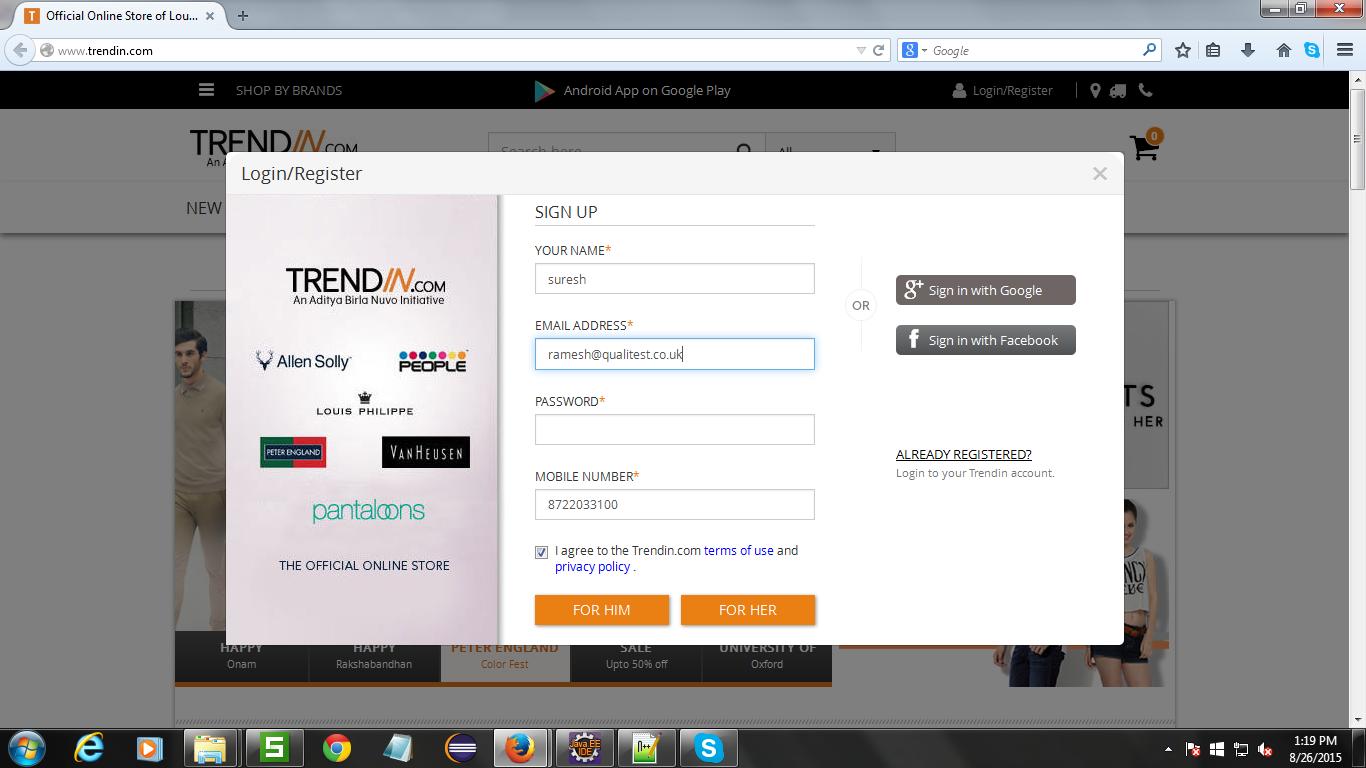 Official Online Store of Lou...
www.trendin.com
Google
SHOP BY BRANDS
Android App on Google Play
Login/Register
TRENDIN.COM
0
Search here
All
An A
NEW
Login/Register
SIGN UP
YOUR NAME*
suresh
EMAIL ADDRESS*
ramesh@qualitest.co.uk
PASSWORD*
MOBILE NUMBER*
8722033100
I agree to the Trendin.com terms of use and
privacy policy .
FOR HIM
FOR HER
OR
g+ Sign in with Google
f Sign in with Facebook
ALREADY REGISTERED?
Login to your Trendin account.
TRENDIN.COM
An Aditya Birla Nuvo Initiative
Allen Solly
PEOPLE
LOUIS PHILIPPE
PETER ENGLAND
VANHEUSEN
pantaloons
THE OFFICIAL ONLINE STORE
TS
HER
HAPPY
Onam
HAPPY
Rakshabandhan
PETER ENGLAND
Color Fest
SALE
Upto 50% off
UNIVERSITY OF
Oxford
1:19 PM
8/26/2015